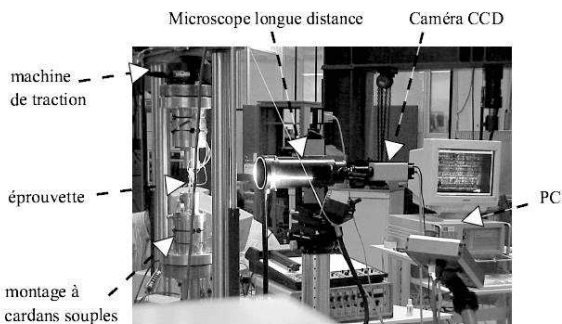 Microscope longue distance
Caméra CCD
machine
de traction
éprouvette
PC
montage à
cardans souples